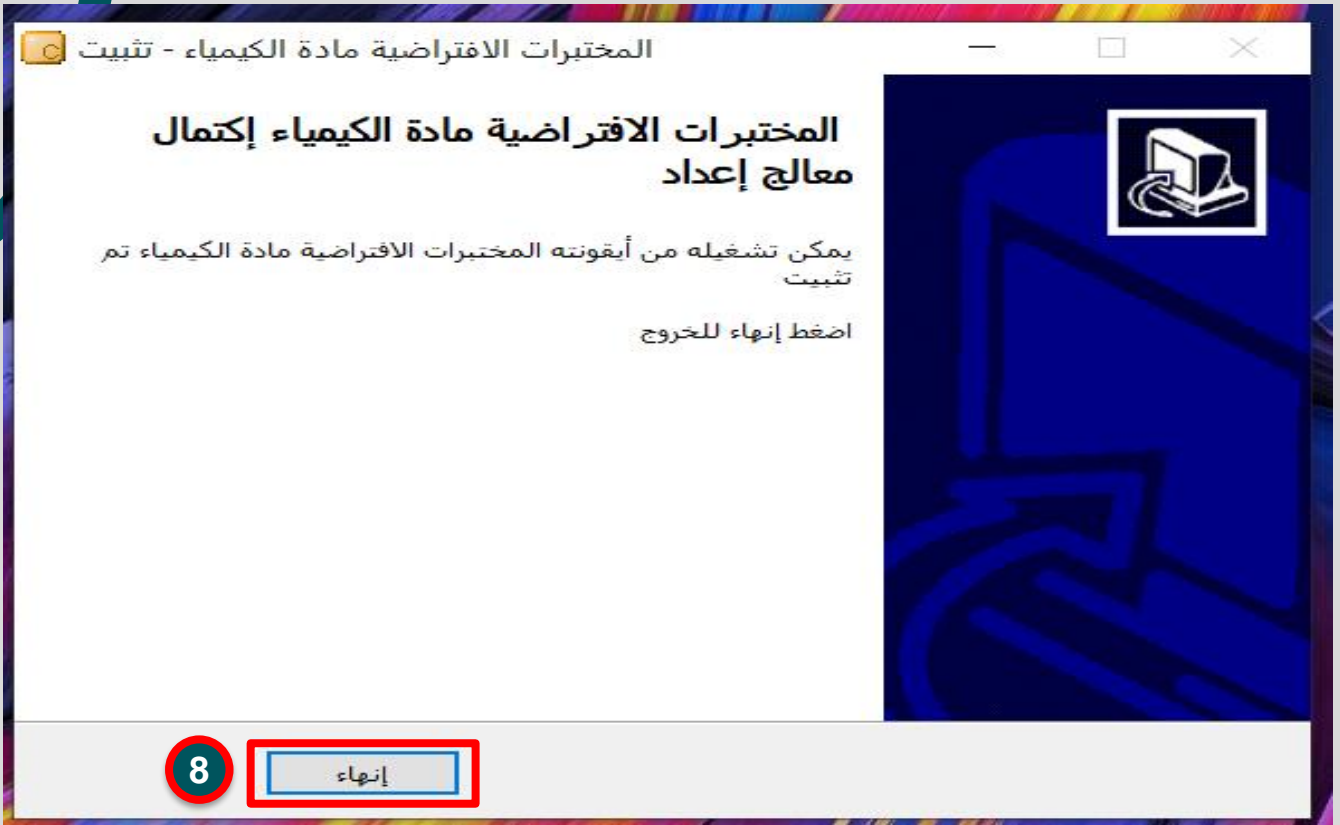 المختبرات الافتراضية مادة الكيمياء - تثبيت
المختبرات الافتراضية مادة الكيمياء إكتمال
معالج إعداد
يمكن تشغيله من أيقونته المختبرات الافتراضية مادة الكيمياء تم
تثبيت
اضغط إنهاء للخروج
إنهاء
8